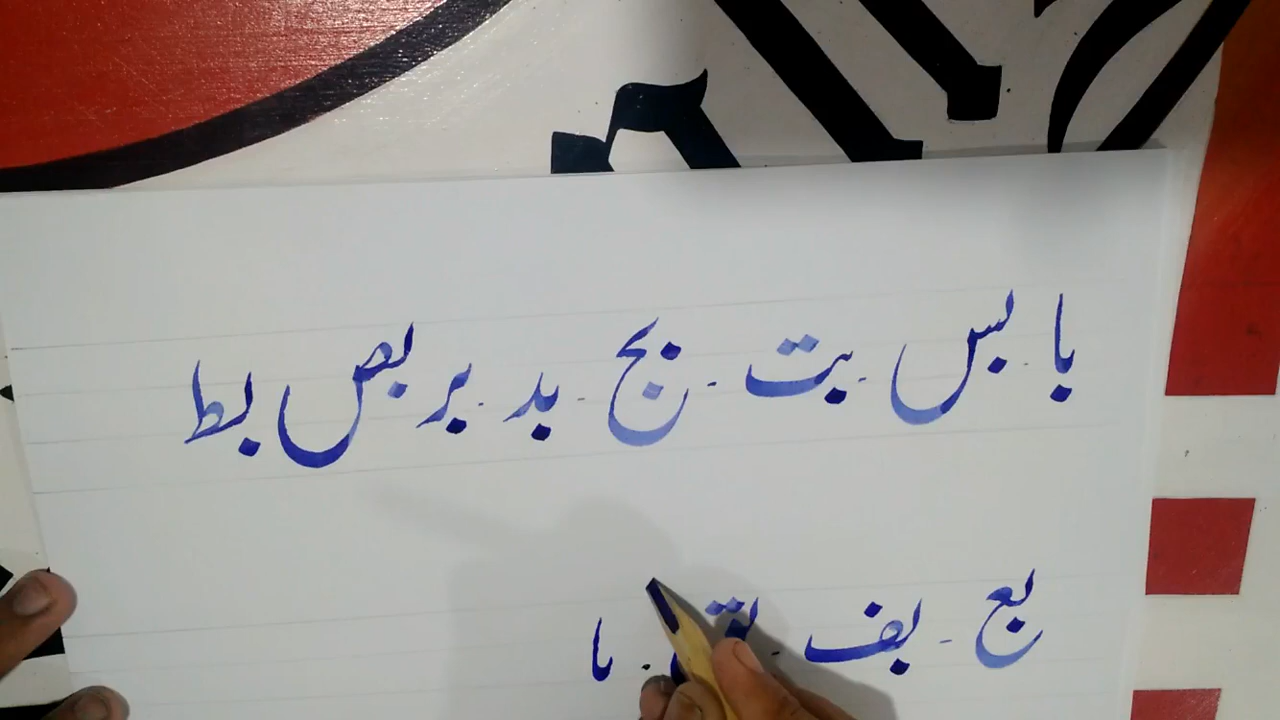 با - بس - بت - بج - بد - بر بص بط
بع - بف